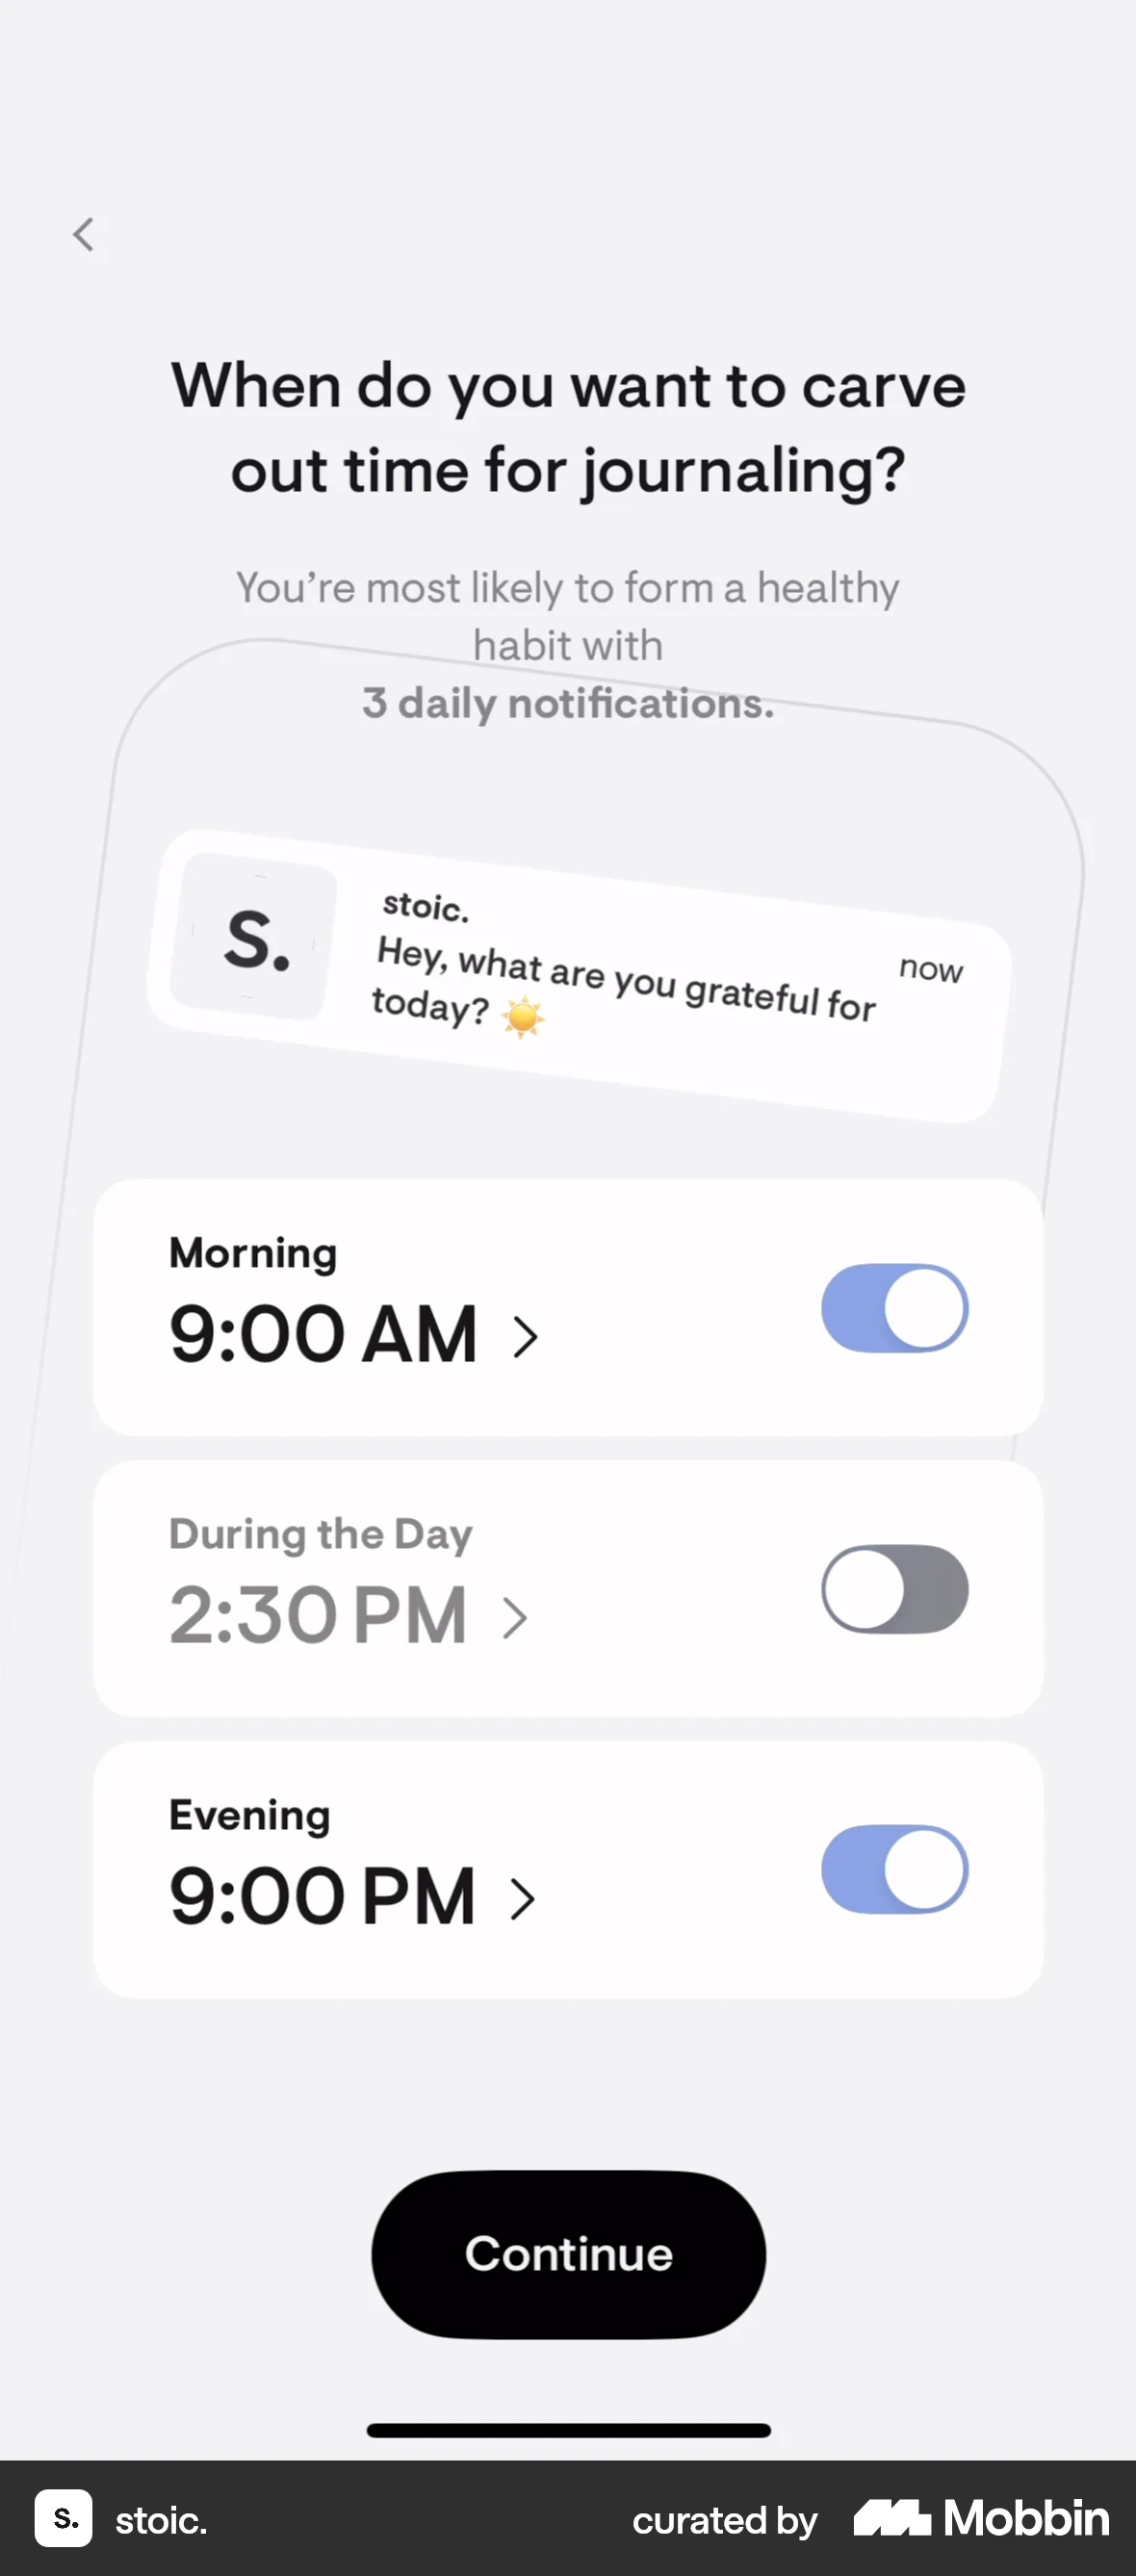 When do you want to carve
out time for journaling?
You’re most likely to form a healthy
habit with
3 daily notifications.
S.
stoic.
now
Hey, what are you grateful for
today? ☀️
Morning
9:00 AM
During the Day
2:30 PM
Evening
9:00 PM
Continue
S.
stoic.
curated by
Mobbin